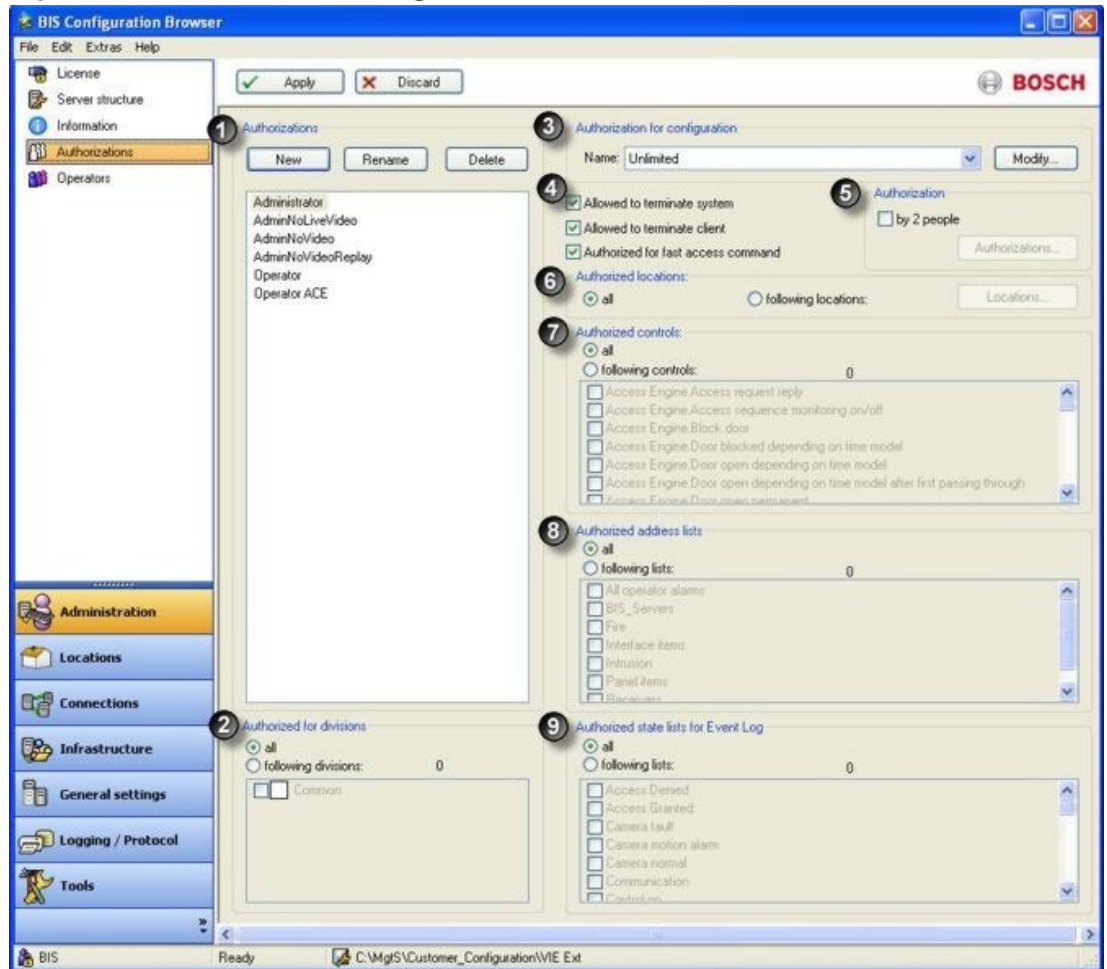 BIS Configuration Browser
File Edit Extras Help
License
Server structure
Information
Authorizations
Operators
Apply
Discard
BOSCH
1 Authorizations
New Rename Delete
Administrator
AdminNoLiveVideo
AdminNoVideo
AdminNoVideoReplay
Operator
Operator ACE
2 Authorized for divisions
all
following divisions: 0
Common
3 Authorization for configuration
Name: Unlimited Modify...
4 Allowed to terminate system
Allowed to terminate client
Authorized for fast access command
5 Authorization
by 2 people
Authorizations...
6 Authorized locations:
all following locations: Locations...
7 Authorized controls:
all
following controls: 0
Access Engine.Access request reply
Access Engine.Access sequence monitoring on/off
Access Engine.Block door
Access Engine.Door blocked depending on time model
Access Engine.Door open depending on time model
Access Engine.Door open depending on time model after first passing through
Access Engine.Door open permanent
8 Authorized address lists
all
following lists: 0
All operator alarms
BIS_Servers
Fire
Interface items
Intrusion
Panel items
Receivers
9 Authorized state lists for Event Log
all
following lists: 0
Access Denied
Access Granted
Camera fault
Camera motion alarm
Camera normal
Communication
Control on
Administration
Locations
Connections
Infrastructure
General settings
Logging / Protocol
Tools
BIS Ready C:\MgtS\Customer_Configuration\VIE Ext